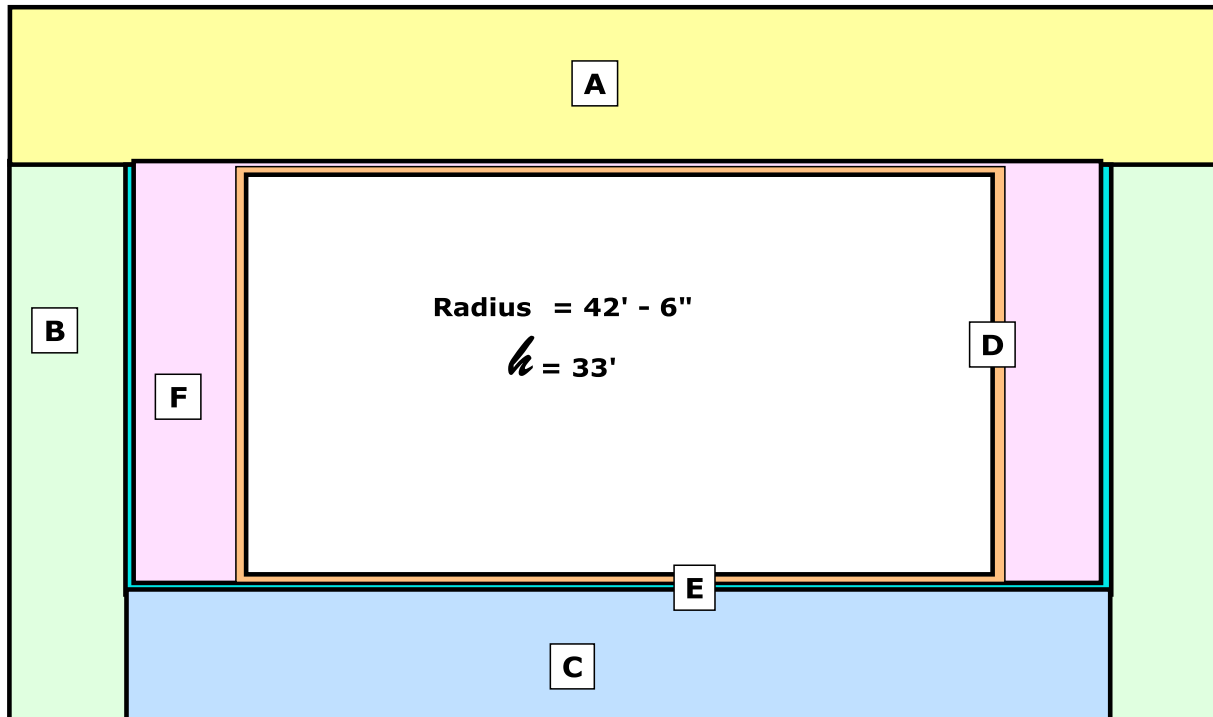 A
Radius = 42' - 6"
B
D
h = 33'
F
E
C